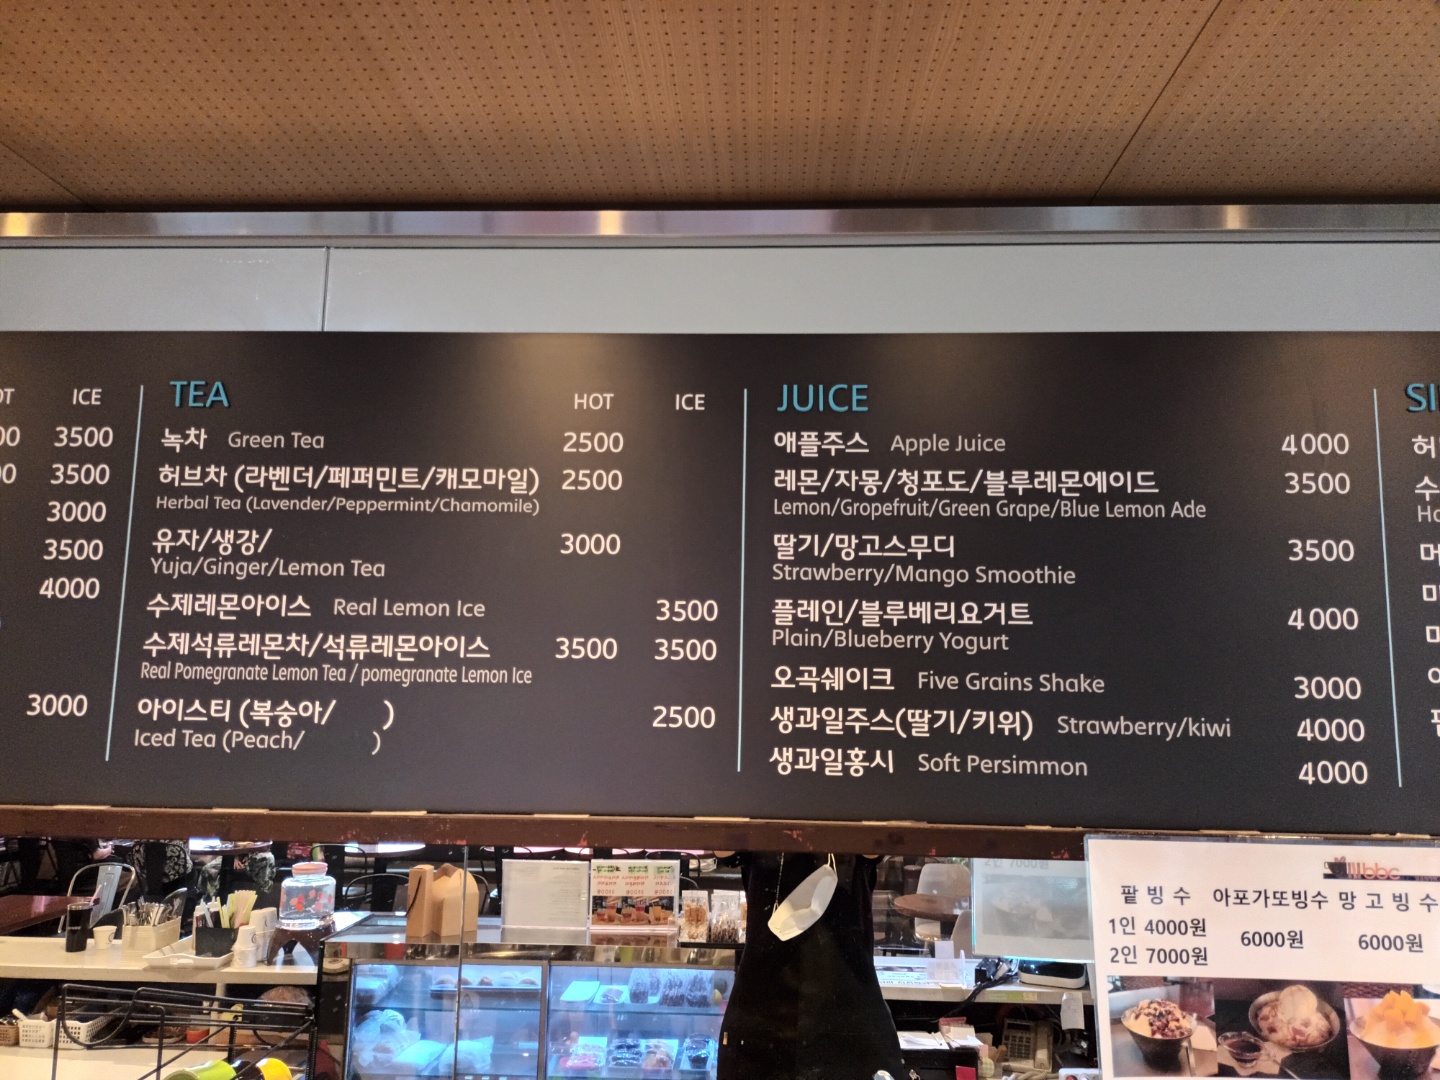 ICE
3500
3500
3000
3500
4000
3000
TEA
HOT ICE
녹차 Green Tea 2500
허브차 (라벤더/페퍼민트/캐모마일) 2500
Herbal Tea (Lavender/Peppermint/Chamomile)
유자/생강/ 3000
Yuja/Ginger/Lemon Tea
수제레몬아이스 Real Lemon Ice 3500
수제석류레몬차/석류레몬아이스 3500 3500
Real Pomegranate Lemon Tea / pomegranate Lemon Ice
아이스티 (복숭아/ ) 2500
Iced Tea (Peach/ )
JUICE
애플주스 Apple Juice 4000
레몬/자몽/청포도/블루레몬에이드 3500
Lemon/Gropefruit/Green Grape/Blue Lemon Ade
딸기/망고스무디 3500
Strawberry/Mango Smoothie
플레인/블루베리요거트 4000
Plain/Blueberry Yogurt
오곡쉐이크 Five Grains Shake 3000
생과일주스(딸기/키위) Strawberry/kiwi 4000
생과일홍시 Soft Persimmon 4000
bbc
팥 빙 수 아포가또빙수 망 고 빙 수
1인 4000원 6000원 6000원
2인 7000원